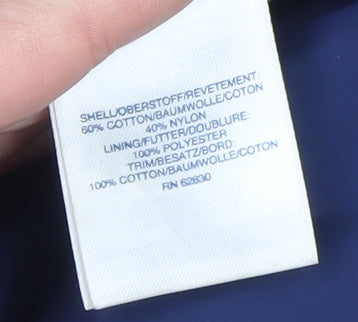 SHELL/OBERSTOFF/REVETEMENT:
60% COTTON/BAUMWOLLE/COTON
40% NYLON
LINING/FUTTER/DOUBLURE:
100% POLYESTER
TRIM/BESATZ/BORD:
100% COTTON/BAUMWOLLE/COTON
RN 62830